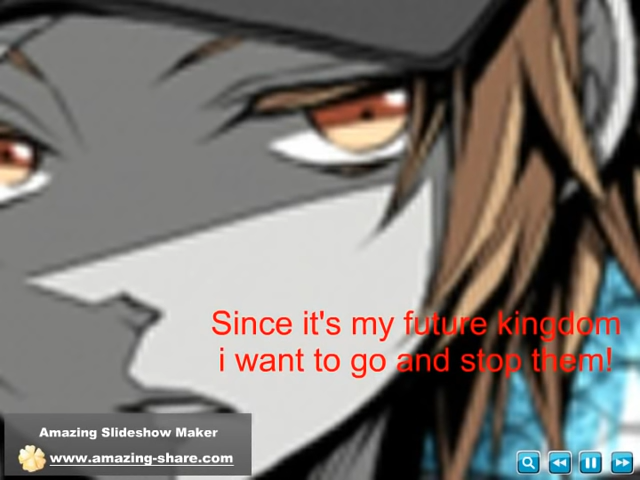 Since it's my future kingdom
i want to go and stop them!
Amazing Slideshow Maker
www.amazing-share.com